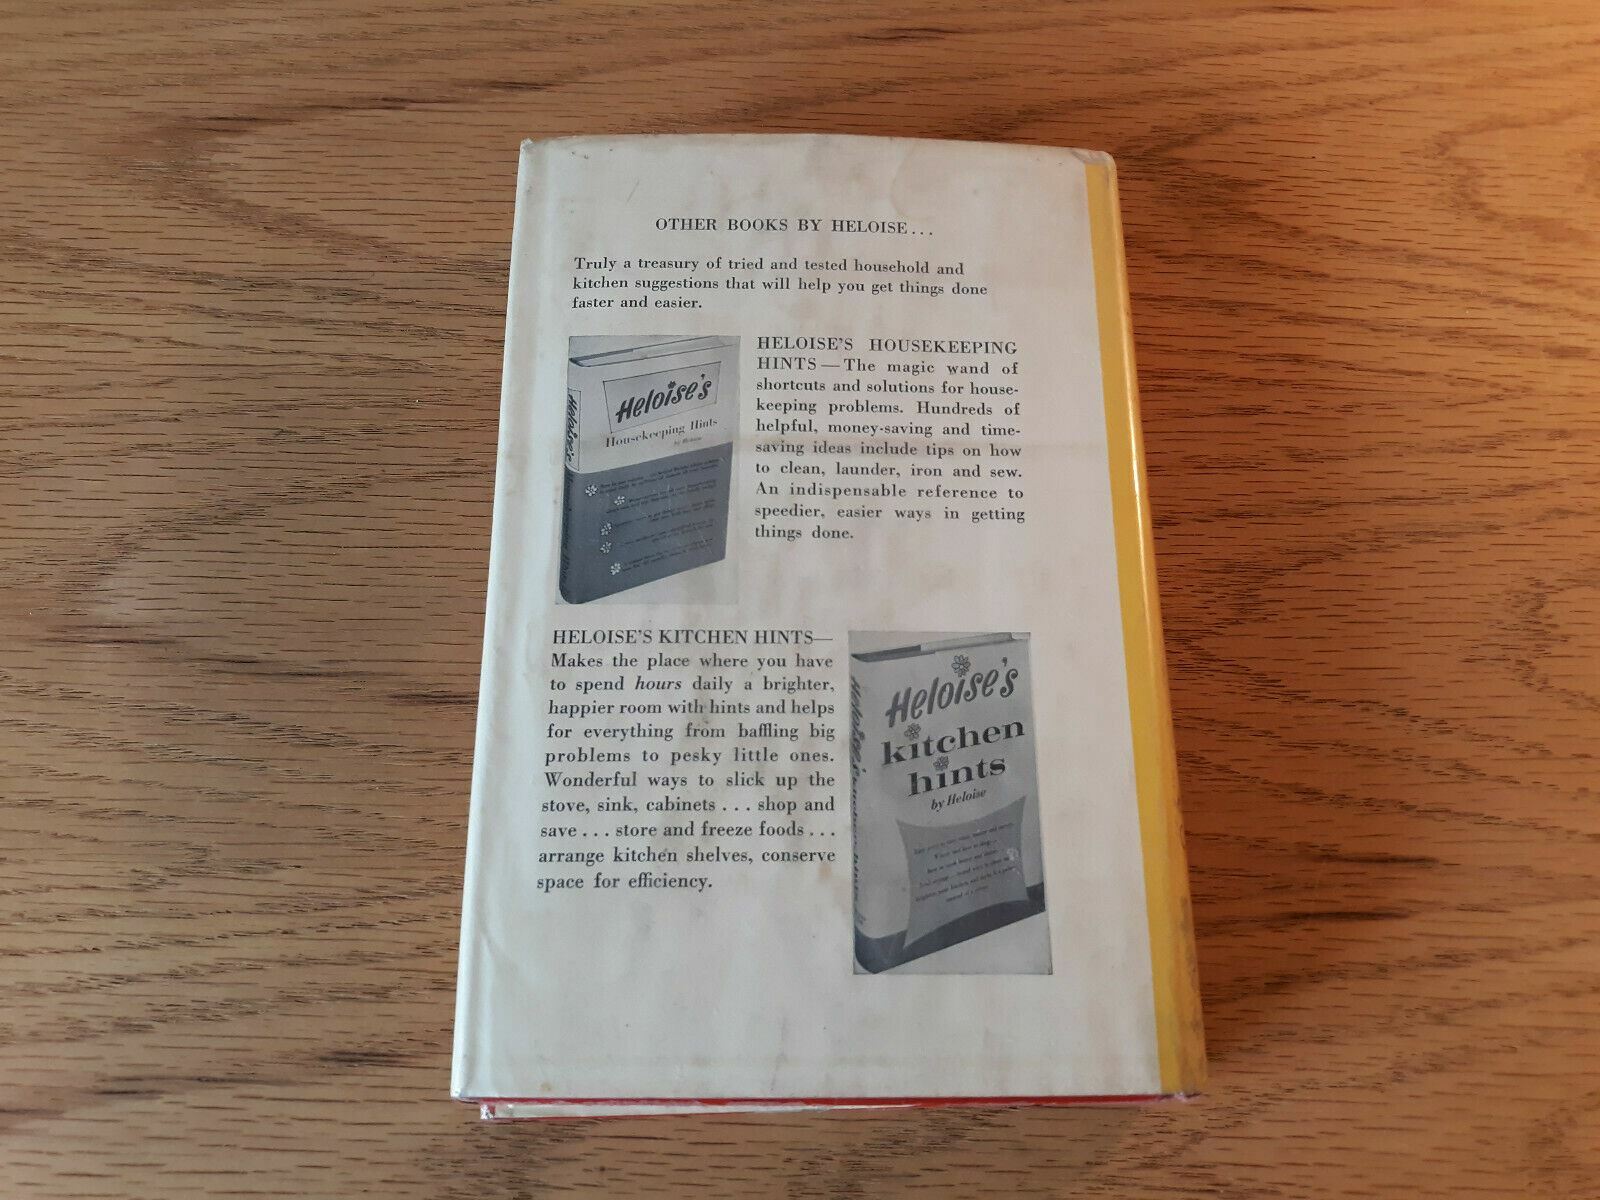 OTHER BOOKS BY HELOISE...
Truly a treasury of tried and tested household and
kitchen suggestions that will help you get things done
faster and easier.
Heloise's
Housekeeping Hints
by Heloise
Heloise's
HELOISE'S HOUSEKEEPING
HINTS — The magic wand of
shortcuts and solutions for house-
keeping problems. Hundreds of
helpful, money-saving and time-
saving ideas include tips on how
to clean, launder, iron and sew.
An indispensable reference to
speedier, easier ways in getting
things done.
HELOISE'S KITCHEN HINTS—
Makes the place where you have
to spend hours daily a brighter,
happier room with hints and helps
for everything from baffling big
problems to pesky little ones.
Wonderful ways to slick up the
stove, sink, cabinets . . . shop and
save . . . store and freeze foods . . .
arrange kitchen shelves, conserve
space for efficiency.
Heloise's
kitchen
hints
by Heloise
Heloise's